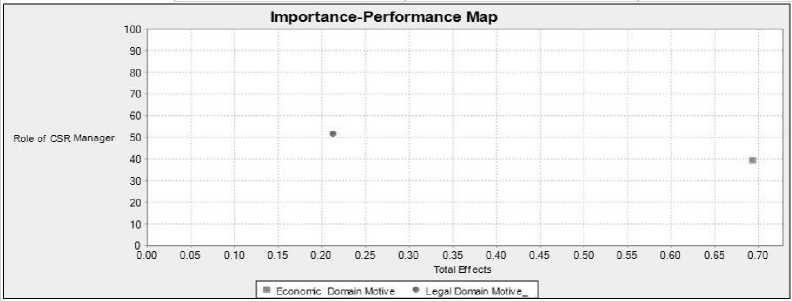 Importance-Performance Map
100
90
80
70
60
50
40
30
20
10
0
Role of CSR Manager
0.00 0.05 0.10 0.15 0.20 0.25 0.30 0.35 0.40 0.45 0.50 0.55 0.60 0.65 0.70
Total Effects
Economic Domain Motive Legal Domain Motive_